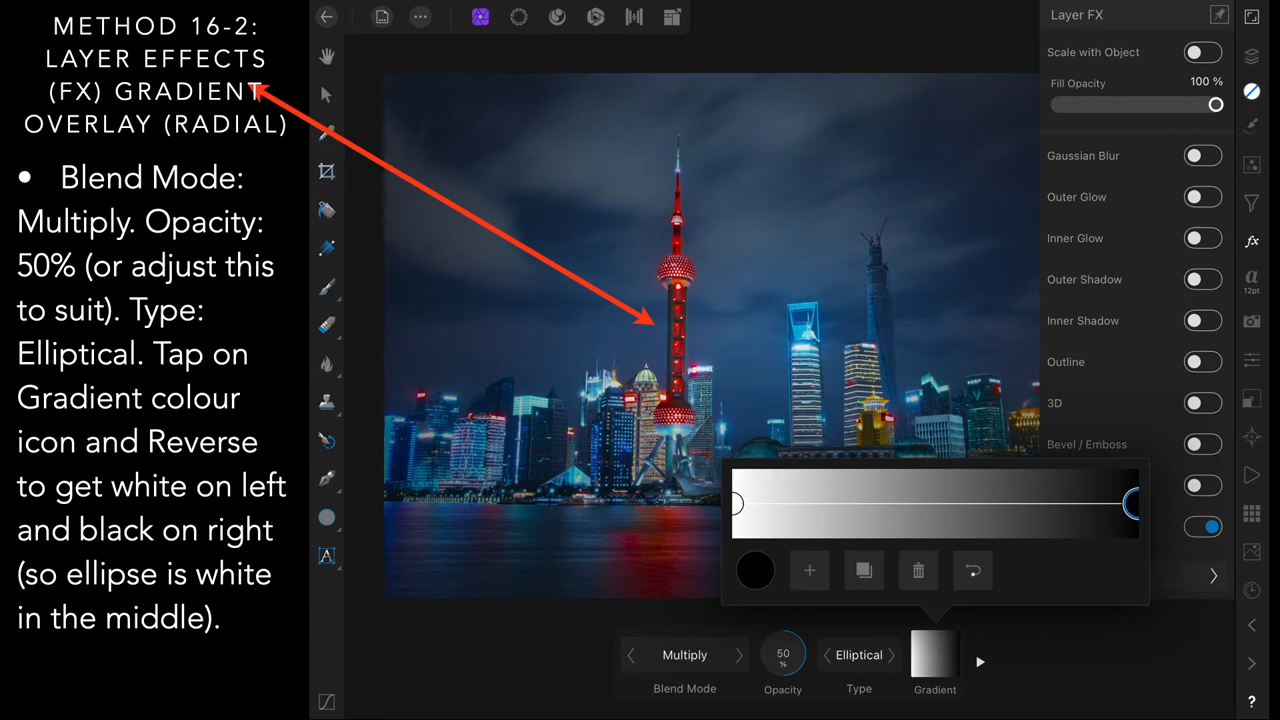 METHOD 16-2:
LAYER EFFECTS
(FX) GRADIENT
OVERLAY (RADIAL)
• Blend Mode:
Multiply. Opacity:
50% (or adjust this
to suit). Type:
Elliptical. Tap on
Gradient colour
icon and Reverse
to get white on left
and black on right
(so ellipse is white
in the middle).
Layer FX
Scale with Object
Fill Opacity
100 %
Gaussian Blur
Outer Glow
Inner Glow
Outer Shadow
Inner Shadow
Outline
3D
Bevel / Emboss
fx
a
12pt
A
Multiply
50
%
Elliptical
Blend Mode
Opacity
Type
Gradient
?